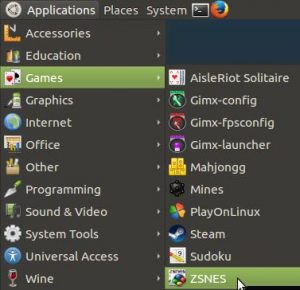 Applications Places System
Accessories
Education
Games
Graphics
Internet
Office
Other
Programming
Sound & Video
System Tools
Universal Access
Wine
AisleRiot Solitaire
Gimx-config
Gimx-fpsconfig
Gimx-launcher
Mahjongg
Mines
PlayOnLinux
Steam
Sudoku
ZSNES